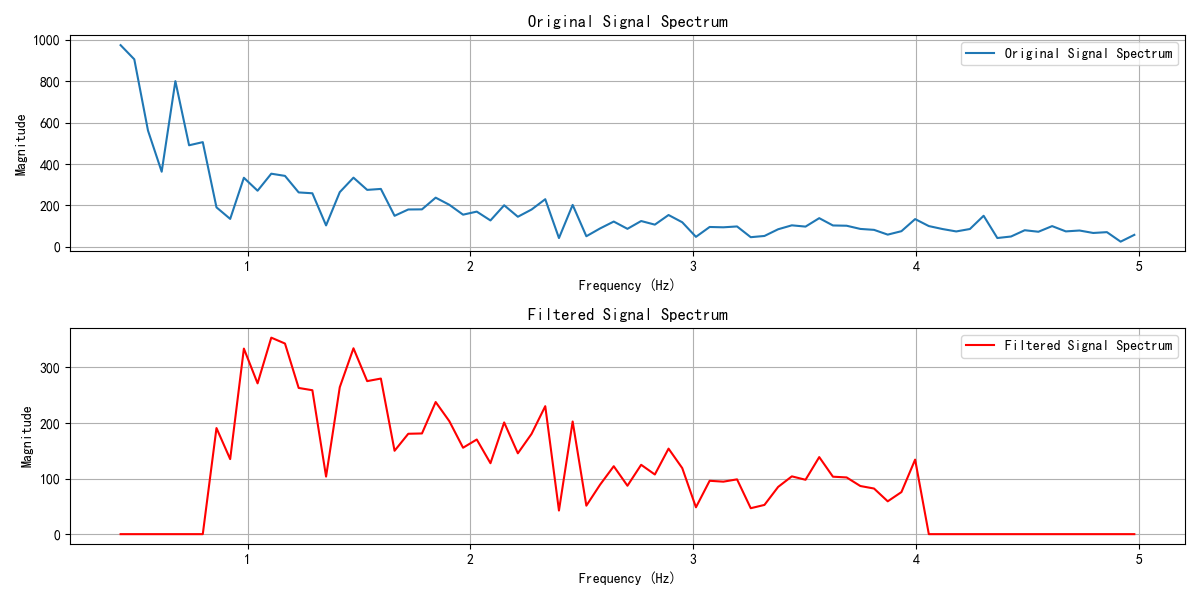 Original Signal Spectrum
1000
800
600
400
200
0
Magnitude
Original Signal Spectrum
1
2
3
4
5
Frequency (Hz)
Filtered Signal Spectrum
300
200
100
0
Magnitude
Filtered Signal Spectrum
1
2
3
4
5
Frequency (Hz)